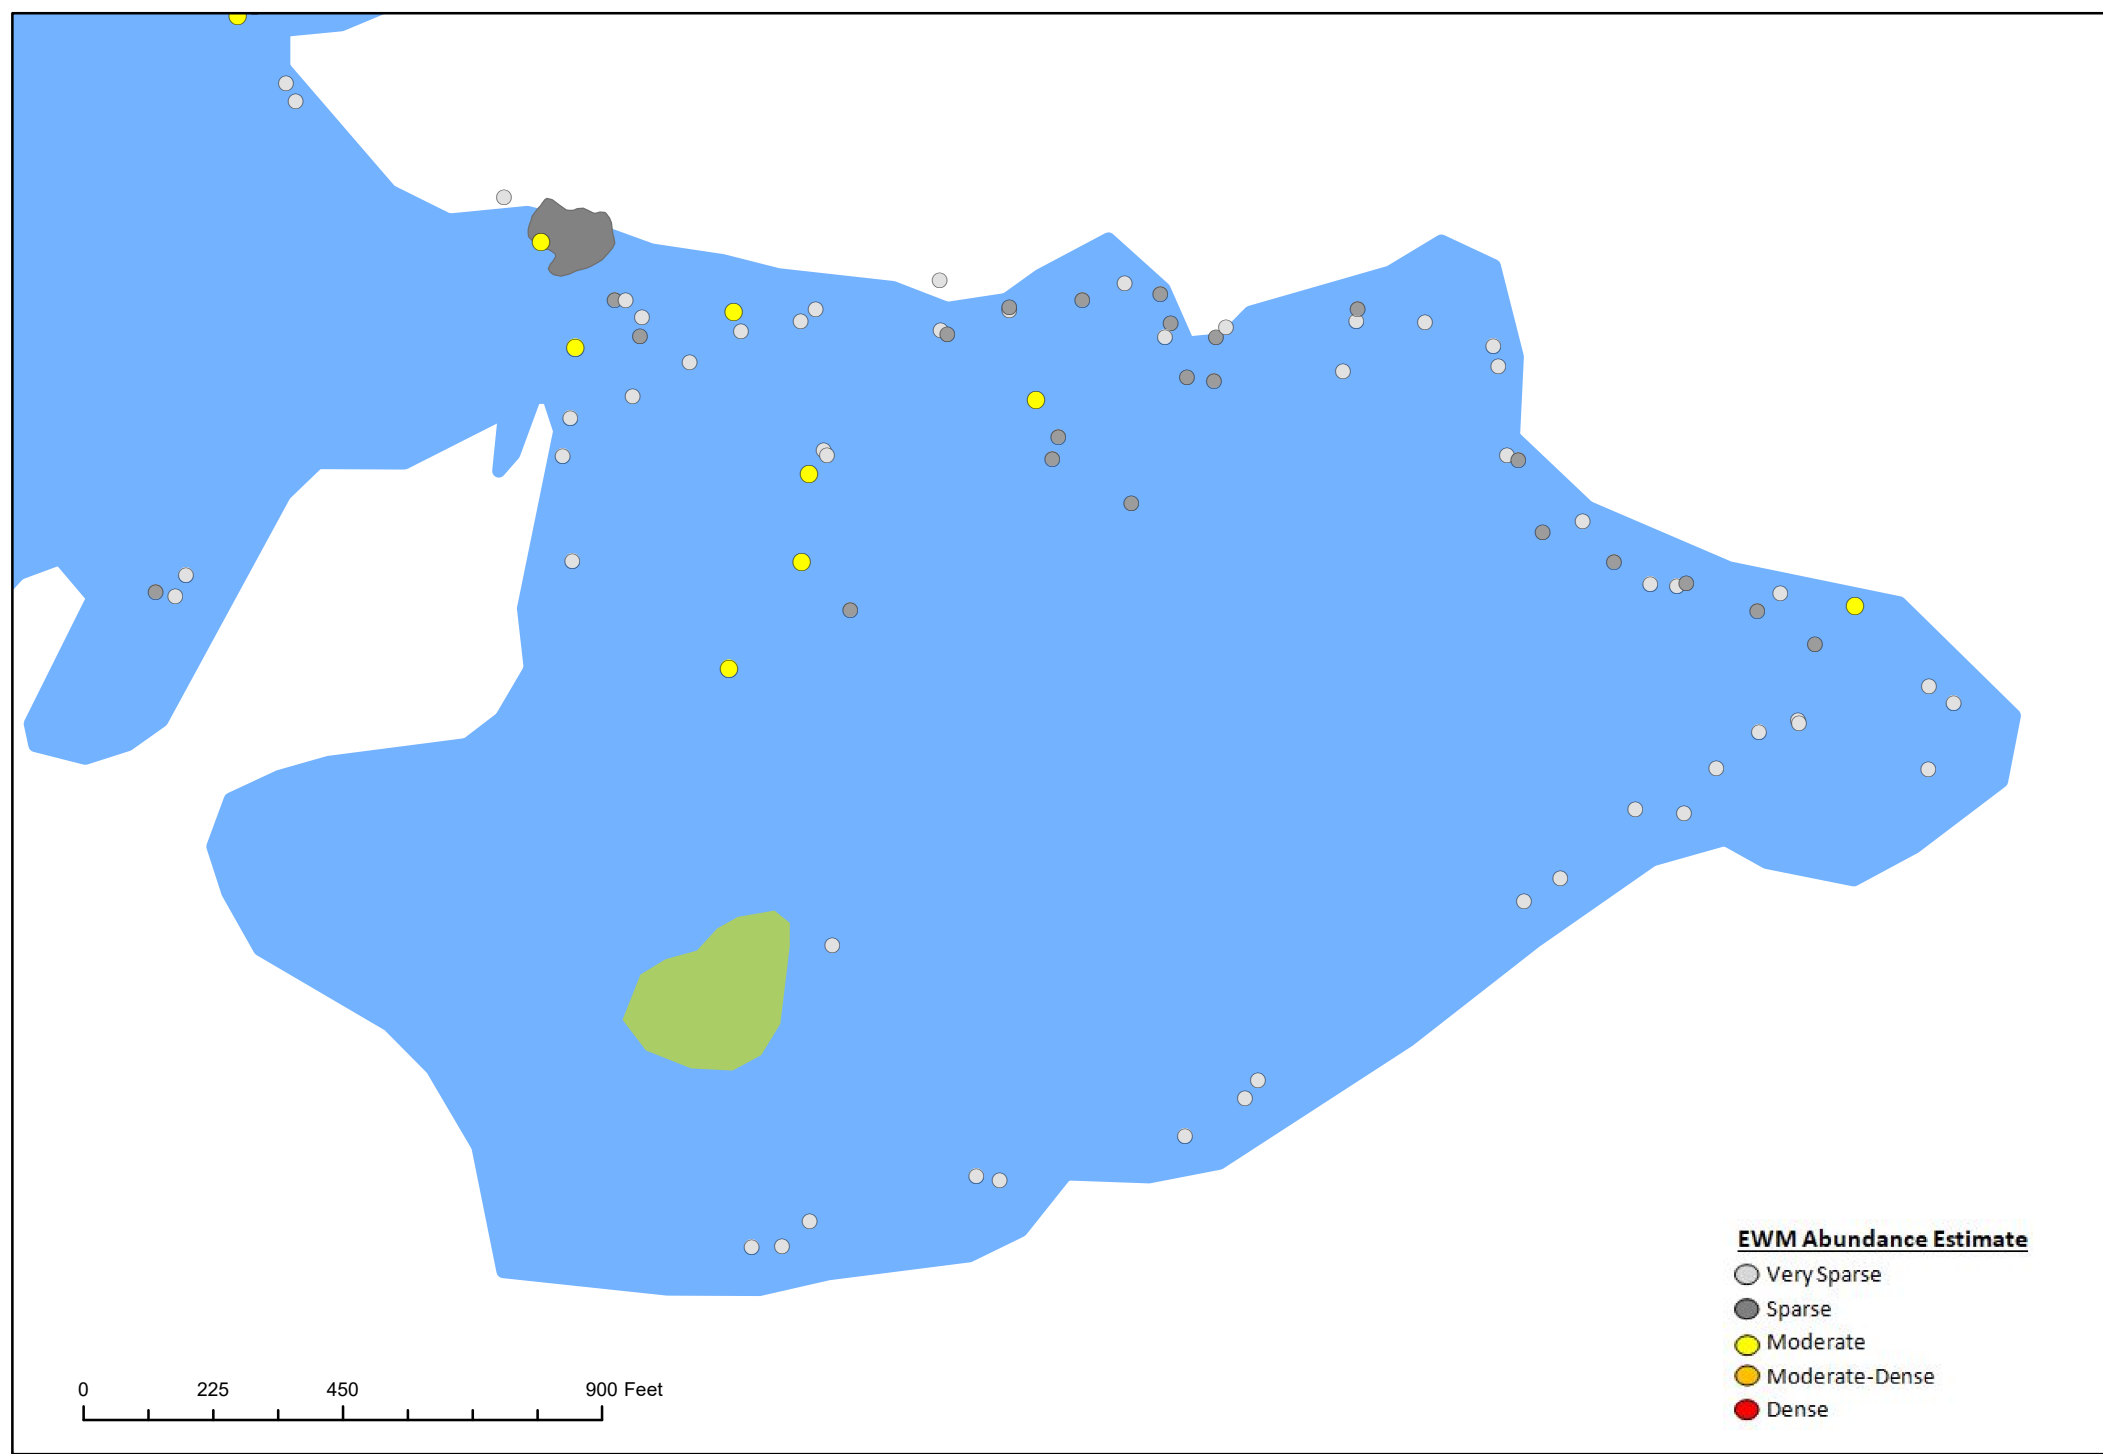 EWM Abundance Estimate
Very Sparse
Sparse
Moderate
Moderate-Dense
Dense
0 225 450 900 Feet